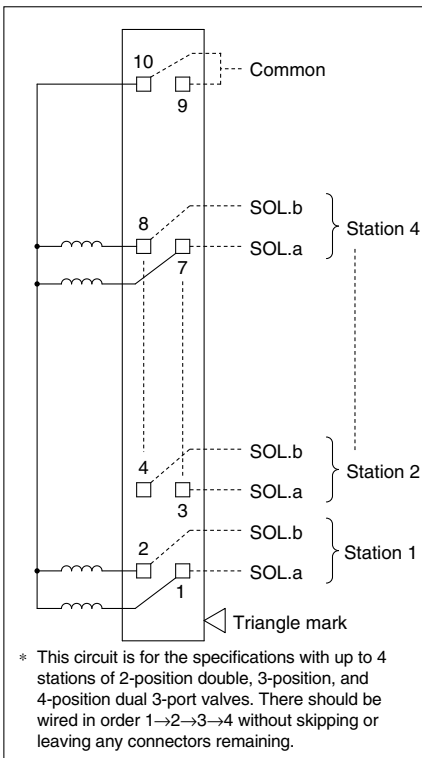 10
Common
9
8
SOL.b
Station 4
SOL.a
7
4
SOL.b
Station 2
SOL.a
3
2
SOL.b
Station 1
SOL.a
1
Triangle mark
* This circuit is for the specifications with up to 4
stations of 2-position double, 3-position, and
4-position dual 3-port valves. There should be
wired in order 1→2→3→4 without skipping or
leaving any connectors remaining.